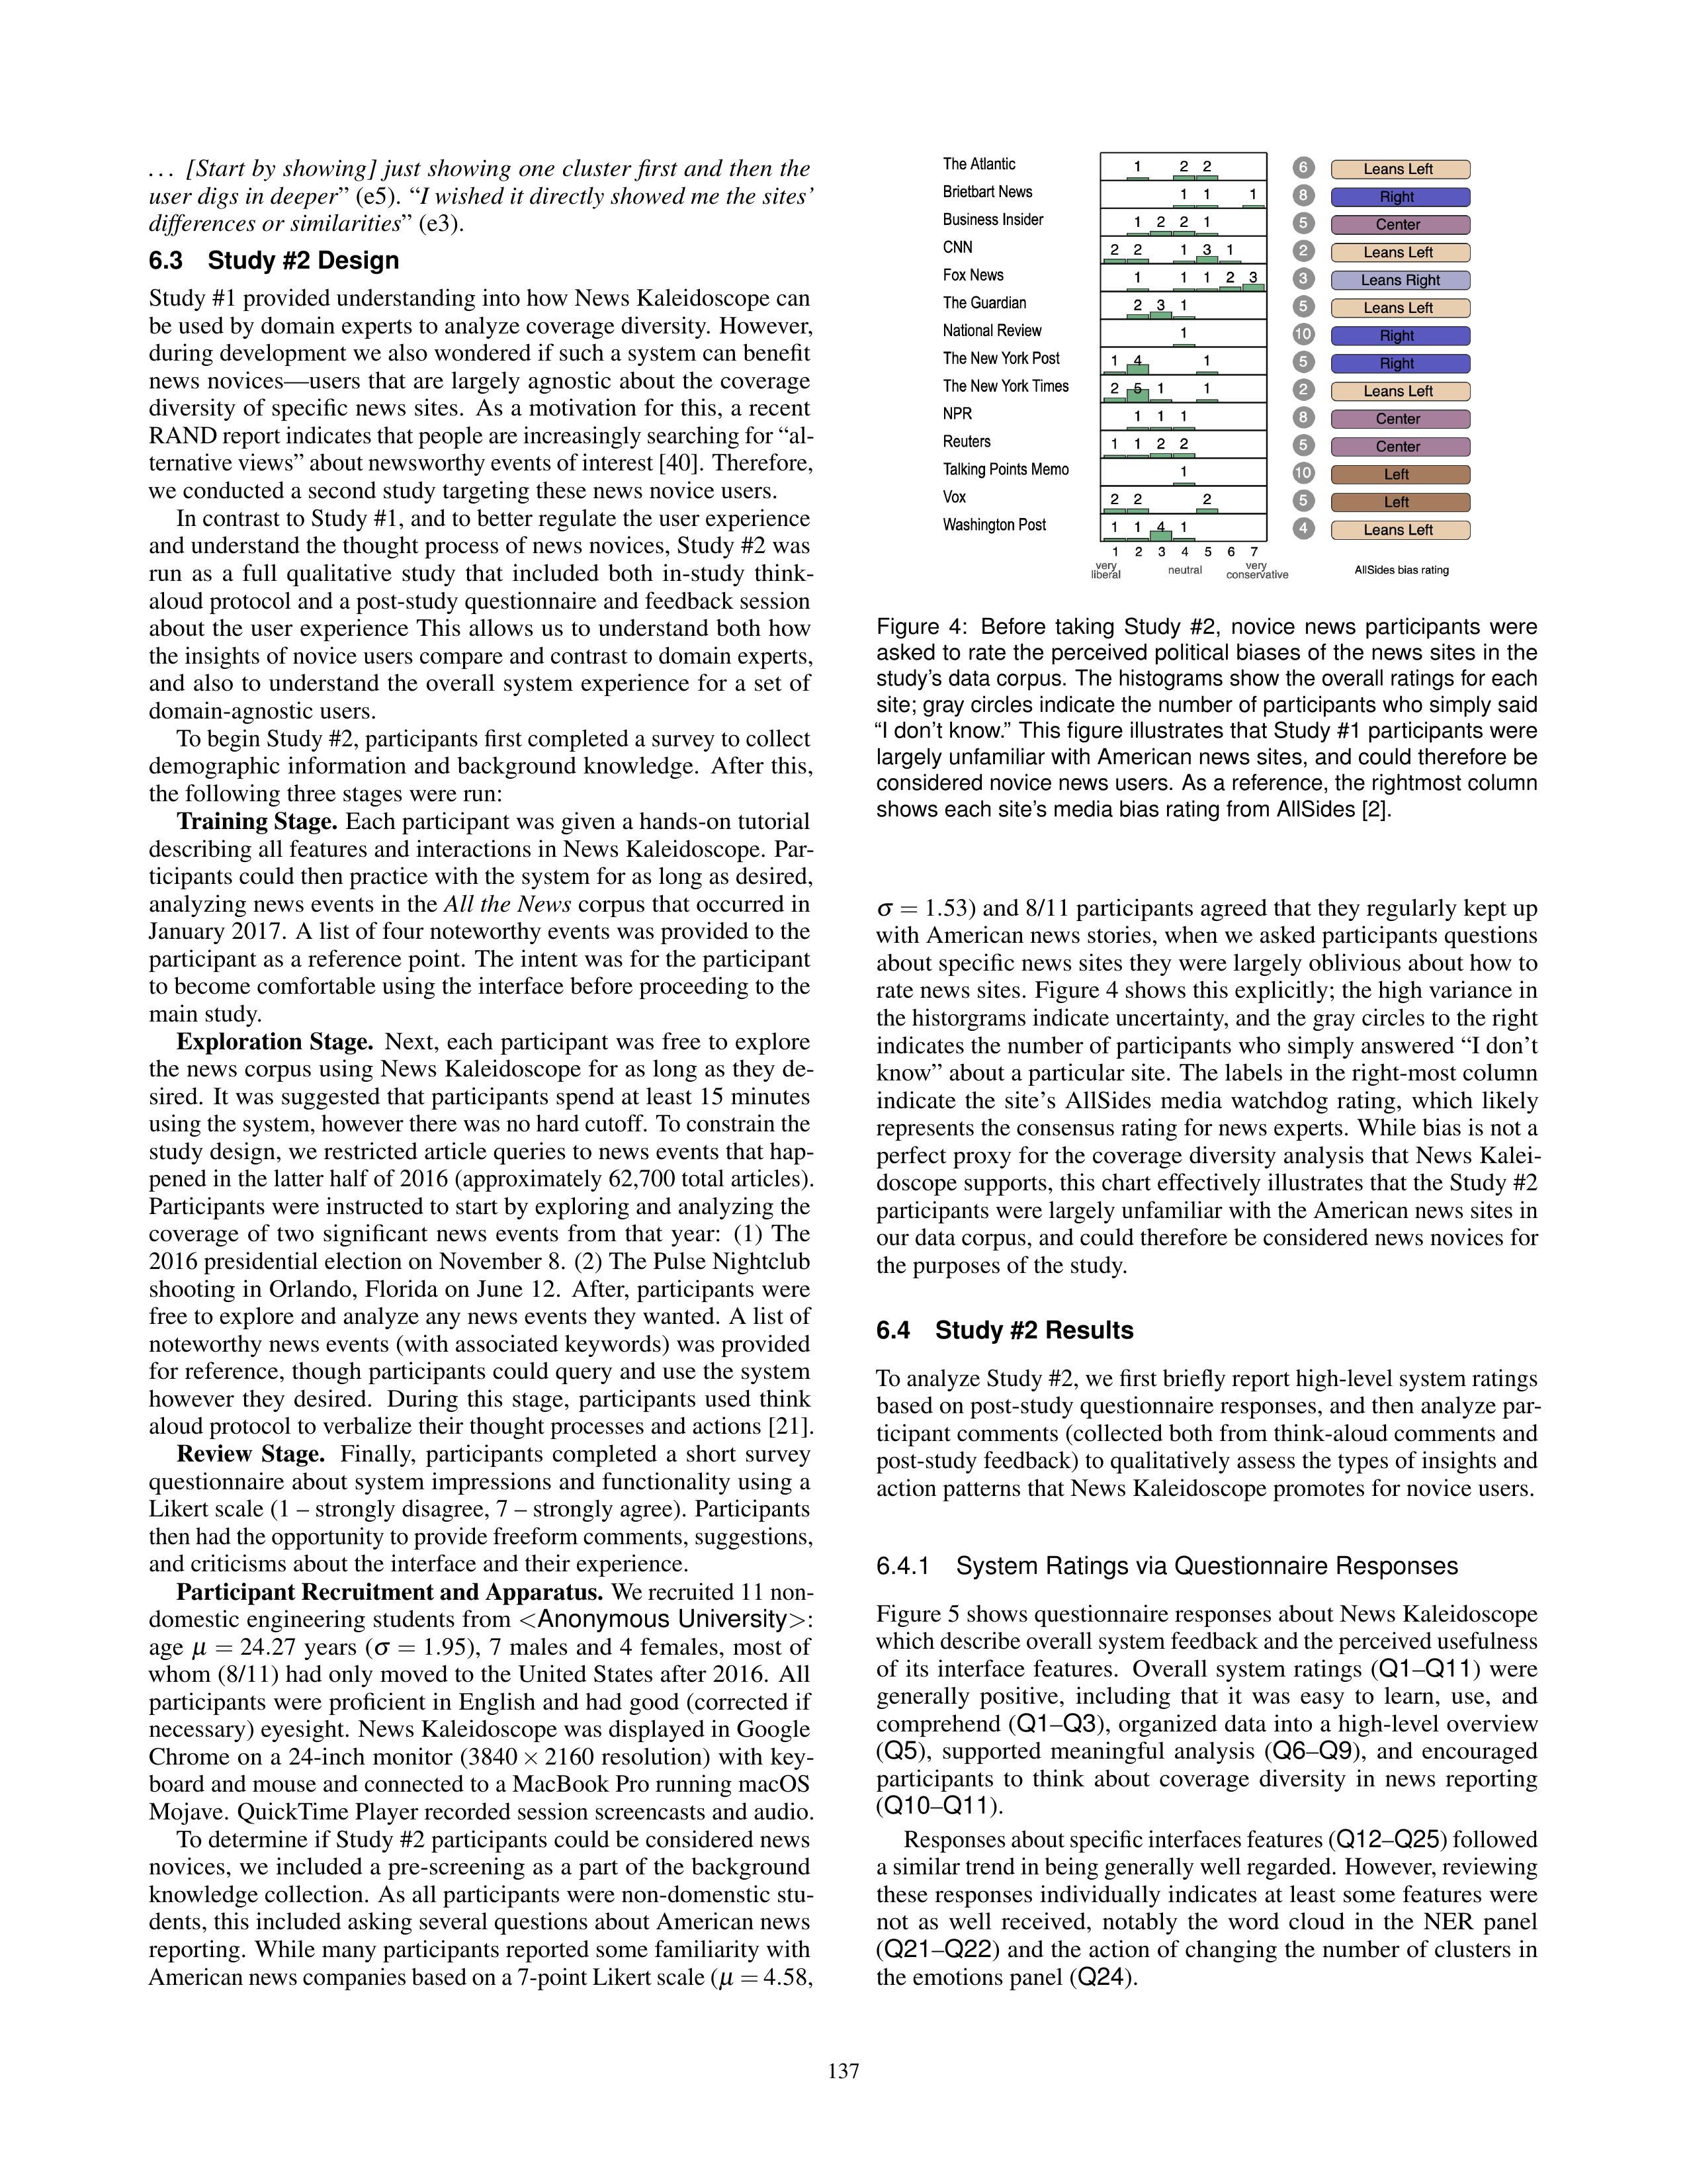 ... [Start by showing] just showing one cluster first and then the
user digs in deeper” (e5). “I wished it directly showed me the sites’
differences or similarities” (e3).
6.3 Study #2 Design
Study #1 provided understanding into how News Kaleidoscope can
be used by domain experts to analyze coverage diversity. However,
during development we also wondered if such a system can benefit
news novices—users that are largely agnostic about the coverage
diversity of specific news sites. As a motivation for this, a recent
RAND report indicates that people are increasingly searching for “al-
ternative views” about newsworthy events of interest [40]. Therefore,
we conducted a second study targeting these news novice users.
In contrast to Study #1, and to better regulate the user experience
and understand the thought process of news novices, Study #2 was
run as a full qualitative study that included both in-study think-
aloud protocol and a post-study questionnaire and feedback session
about the user experience This allows us to understand both how
the insights of novice users compare and contrast to domain experts,
and also to understand the overall system experience for a set of
domain-agnostic users.
To begin Study #2, participants first completed a survey to collect
demographic information and background knowledge. After this,
the following three stages were run:
Training Stage. Each participant was given a hands-on tutorial
describing all features and interactions in News Kaleidoscope. Par-
ticipants could then practice with the system for as long as desired,
analyzing news events in the All the News corpus that occurred in
January 2017. A list of four noteworthy events was provided to the
participant as a reference point. The intent was for the participant
to become comfortable using the interface before proceeding to the
main study.
Exploration Stage. Next, each participant was free to explore
the news corpus using News Kaleidoscope for as long as they de-
sired. It was suggested that participants spend at least 15 minutes
using the system, however there was no hard cutoff. To constrain the
study design, we restricted article queries to news events that hap-
pened in the latter half of 2016 (approximately 62,700 total articles).
Participants were instructed to start by exploring and analyzing the
coverage of two significant news events from that year: (1) The
2016 presidential election on November 8. (2) The Pulse Nightclub
shooting in Orlando, Florida on June 12. After, participants were
free to explore and analyze any news events they wanted. A list of
noteworthy news events (with associated keywords) was provided
for reference, though participants could query and use the system
however they desired. During this stage, participants used think
aloud protocol to verbalize their thought processes and actions [21].
Review Stage. Finally, participants completed a short survey
questionnaire about system impressions and functionality using a
Likert scale (1 – strongly disagree, 7 – strongly agree). Participants
then had the opportunity to provide freeform comments, suggestions,
and criticisms about the interface and their experience.
Participant Recruitment and Apparatus. We recruited 11 non-
domestic engineering students from <Anonymous University>:
age μ = 24.27 years (σ = 1.95), 7 males and 4 females, most of
whom (8/11) had only moved to the United States after 2016. All
participants were proficient in English and had good (corrected if
necessary) eyesight. News Kaleidoscope was displayed in Google
Chrome on a 24-inch monitor (3840 × 2160 resolution) with key-
board and mouse and connected to a MacBook Pro running macOS
Mojave. QuickTime Player recorded session screencasts and audio.
To determine if Study #2 participants could be considered news
novices, we included a pre-screening as a part of the background
knowledge collection. As all participants were non-domenstic stu-
dents, this included asking several questions about American news
reporting. While many participants reported some familiarity with
American news companies based on a 7-point Likert scale (μ = 4.58,
The Atlantic 1 2 2 6 Leans Left
Brietbart News 1 1 1 8 Right
Business Insider 1 2 2 1 5 Center
CNN 2 2 1 3 1 2 Leans Left
Fox News 1 1 1 2 3 3 Leans Right
The Guardian 2 3 1 5 Leans Left
National Review 1 10 Right
The New York Post 1 4 1 5 Right
The New York Times 2 5 1 1 2 Leans Left
NPR 1 1 1 8 Center
Reuters 1 1 2 2 5 Center
Talking Points Memo 1 10 Left
Vox 2 2 2 5 Left
Washington Post 1 1 4 1 4 Leans Left
1 2 3 4 5 6 7
very liberal neutral very conservative AllSides bias rating
Figure 4: Before taking Study #2, novice news participants were
asked to rate the perceived political biases of the news sites in the
study’s data corpus. The histograms show the overall ratings for each
site; gray circles indicate the number of participants who simply said
“I don’t know.” This figure illustrates that Study #1 participants were
largely unfamiliar with American news sites, and could therefore be
considered novice news users. As a reference, the rightmost column
shows each site’s media bias rating from AllSides [2].
σ = 1.53) and 8/11 participants agreed that they regularly kept up
with American news stories, when we asked participants questions
about specific news sites they were largely oblivious about how to
rate news sites. Figure 4 shows this explicitly; the high variance in
the historgrams indicate uncertainty, and the gray circles to the right
indicates the number of participants who simply answered “I don’t
know” about a particular site. The labels in the right-most column
indicate the site’s AllSides media watchdog rating, which likely
represents the consensus rating for news experts. While bias is not a
perfect proxy for the coverage diversity analysis that News Kalei-
doscope supports, this chart effectively illustrates that the Study #2
participants were largely unfamiliar with the American news sites in
our data corpus, and could therefore be considered news novices for
the purposes of the study.
6.4 Study #2 Results
To analyze Study #2, we first briefly report high-level system ratings
based on post-study questionnaire responses, and then analyze par-
ticipant comments (collected both from think-aloud comments and
post-study feedback) to qualitatively assess the types of insights and
action patterns that News Kaleidoscope promotes for novice users.
6.4.1 System Ratings via Questionnaire Responses
Figure 5 shows questionnaire responses about News Kaleidoscope
which describe overall system feedback and the perceived usefulness
of its interface features. Overall system ratings (Q1–Q11) were
generally positive, including that it was easy to learn, use, and
comprehend (Q1–Q3), organized data into a high-level overview
(Q5), supported meaningful analysis (Q6–Q9), and encouraged
participants to think about coverage diversity in news reporting
(Q10–Q11).
Responses about specific interfaces features (Q12–Q25) followed
a similar trend in being generally well regarded. However, reviewing
these responses individually indicates at least some features were
not as well received, notably the word cloud in the NER panel
(Q21–Q22) and the action of changing the number of clusters in
the emotions panel (Q24).
137